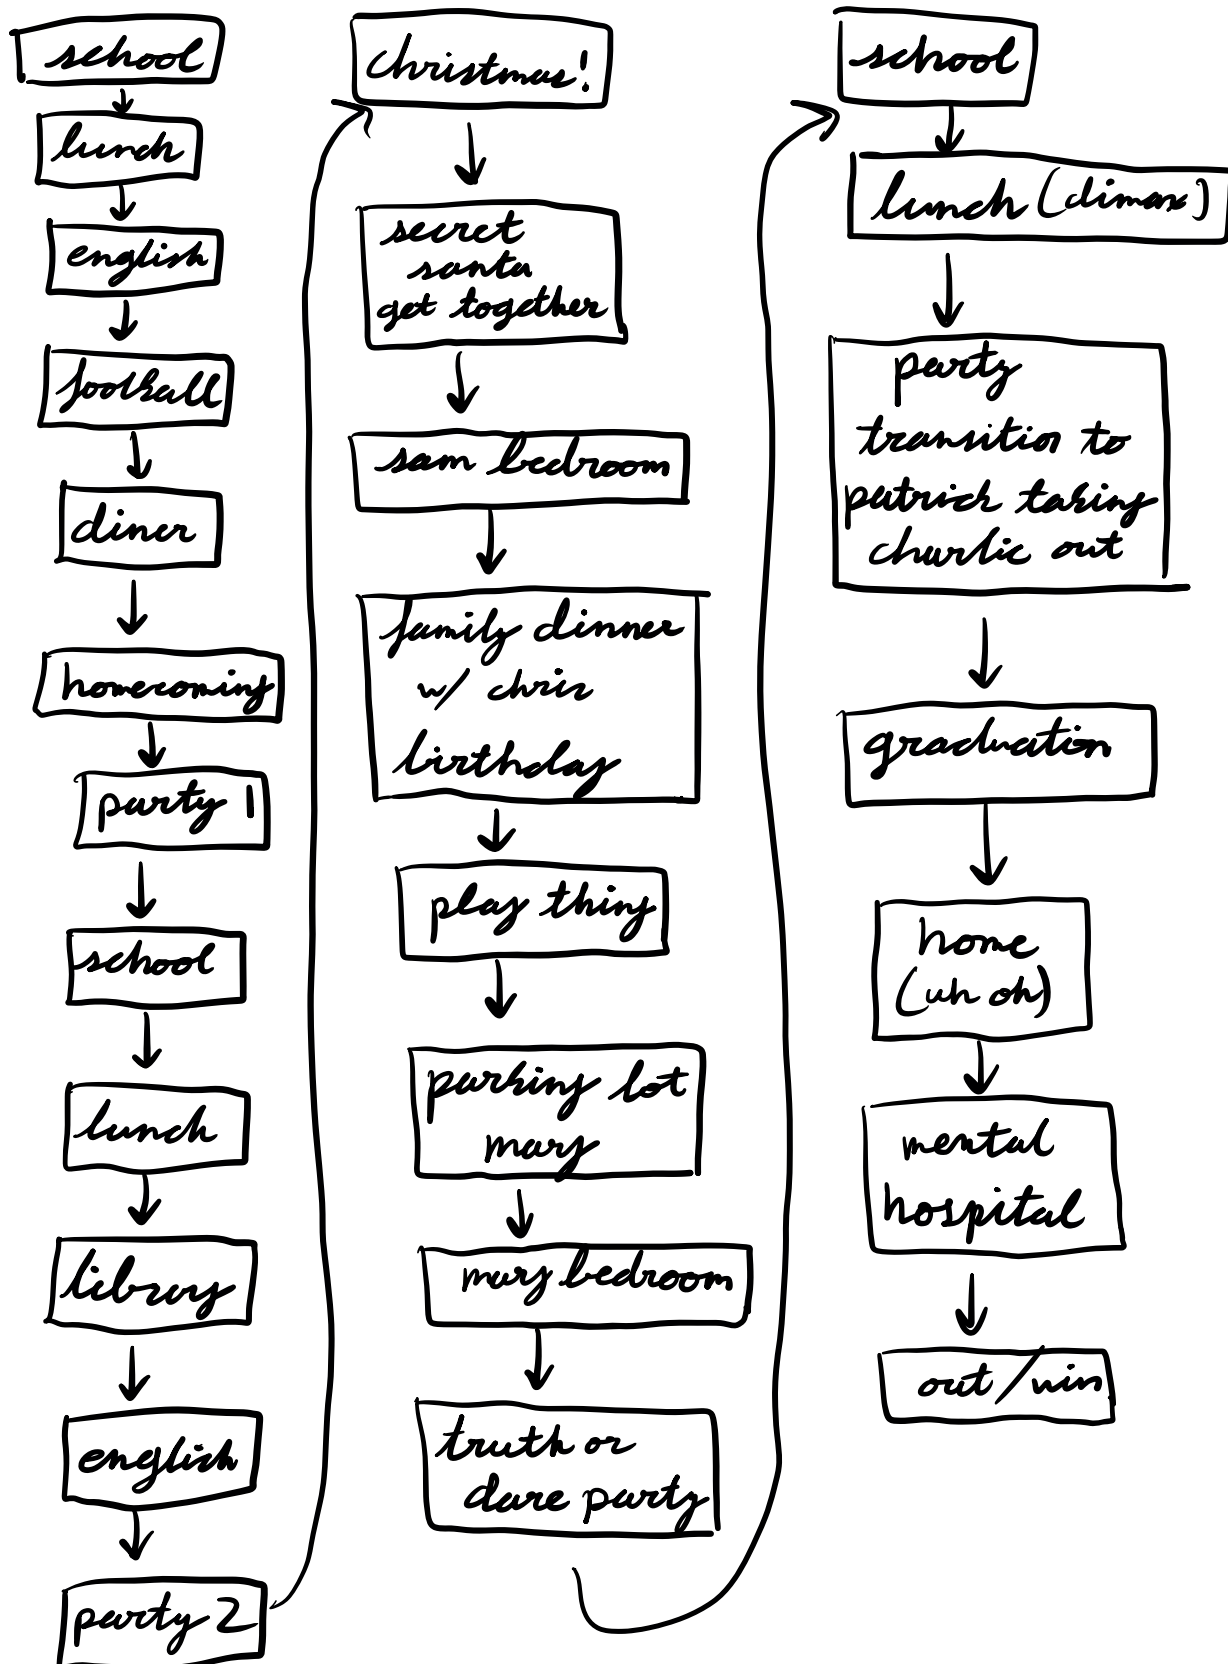 school
lunch
english
football
diner
homecoming
party 1
school
lunch
library
english
party 2
christmas!
secret
santa
get together
sam bedroom
family dinner
w/ chris
birthday
play thing
parking lot
mary
mary bedroom
truth or
dare party
school
lunch (climax)
party
transition to
patrick taking
charlie out
graduation
home
(uh oh)
mental
hospital
out/win